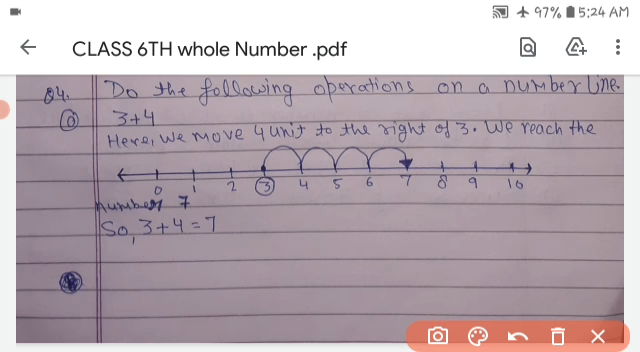 97% 5:24 AM
CLASS 6TH whole Number .pdf
Q4. Do the following operations on a number line.
@ 3+4
Here, we move 4 unit to the right of 3. We reach the
0 1 2 3 4 5 6 7 8 9 10
number 7
So, 3+4=7